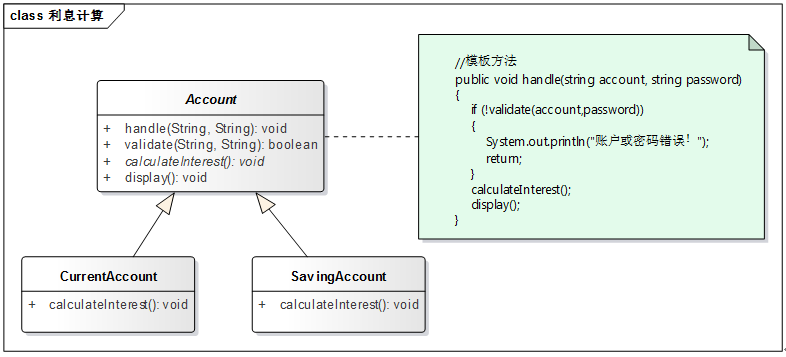 class 利息计算
Account
+ handle(String, String): void
+ validate(String, String): boolean
+ calculateInterest(): void
+ display(): void
//模板方法
public void handle(string account, string password)
{
if (!validate(account,password))
{
System.out.println("账户或密码错误！");
return;
}
calculateInterest();
display();
}
CurrentAccount
+ calculateInterest(): void
SavingAccount
+ calculateInterest(): void